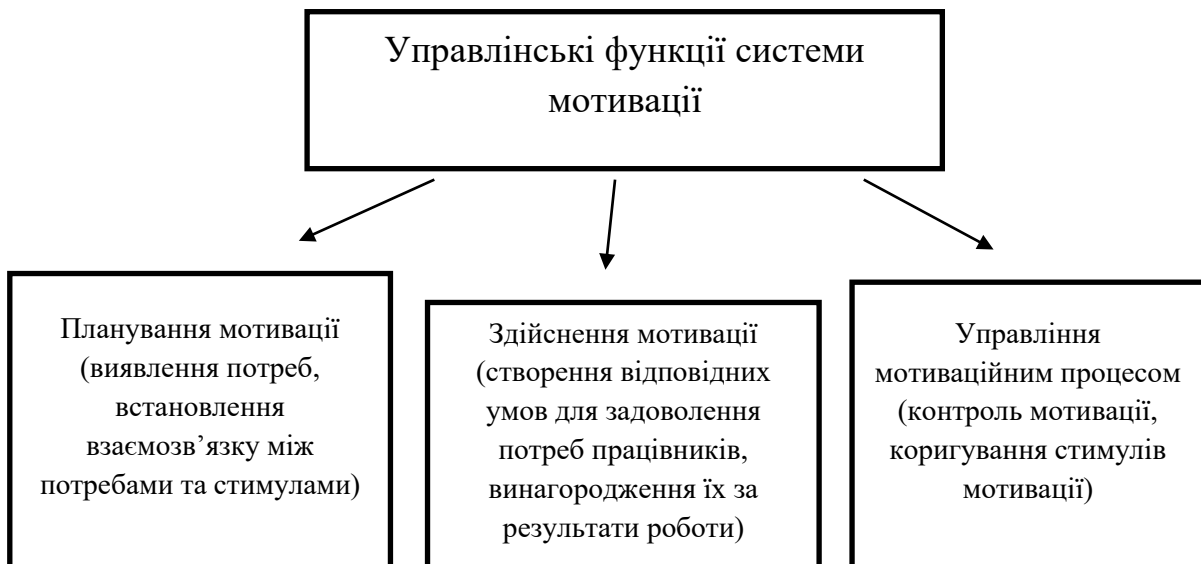 Управлінські функції системи
мотивації
Планування мотивації
(виявлення потреб,
встановлення
взаємозв’язку між
потребами та стимулами)
Здійснення мотивації
(створення відповідних
умов для задоволення
потреб працівників,
винагородження їх за
результати роботи)
Управління
мотиваційним процесом
(контроль мотивації,
коригування стимулів
мотивації)